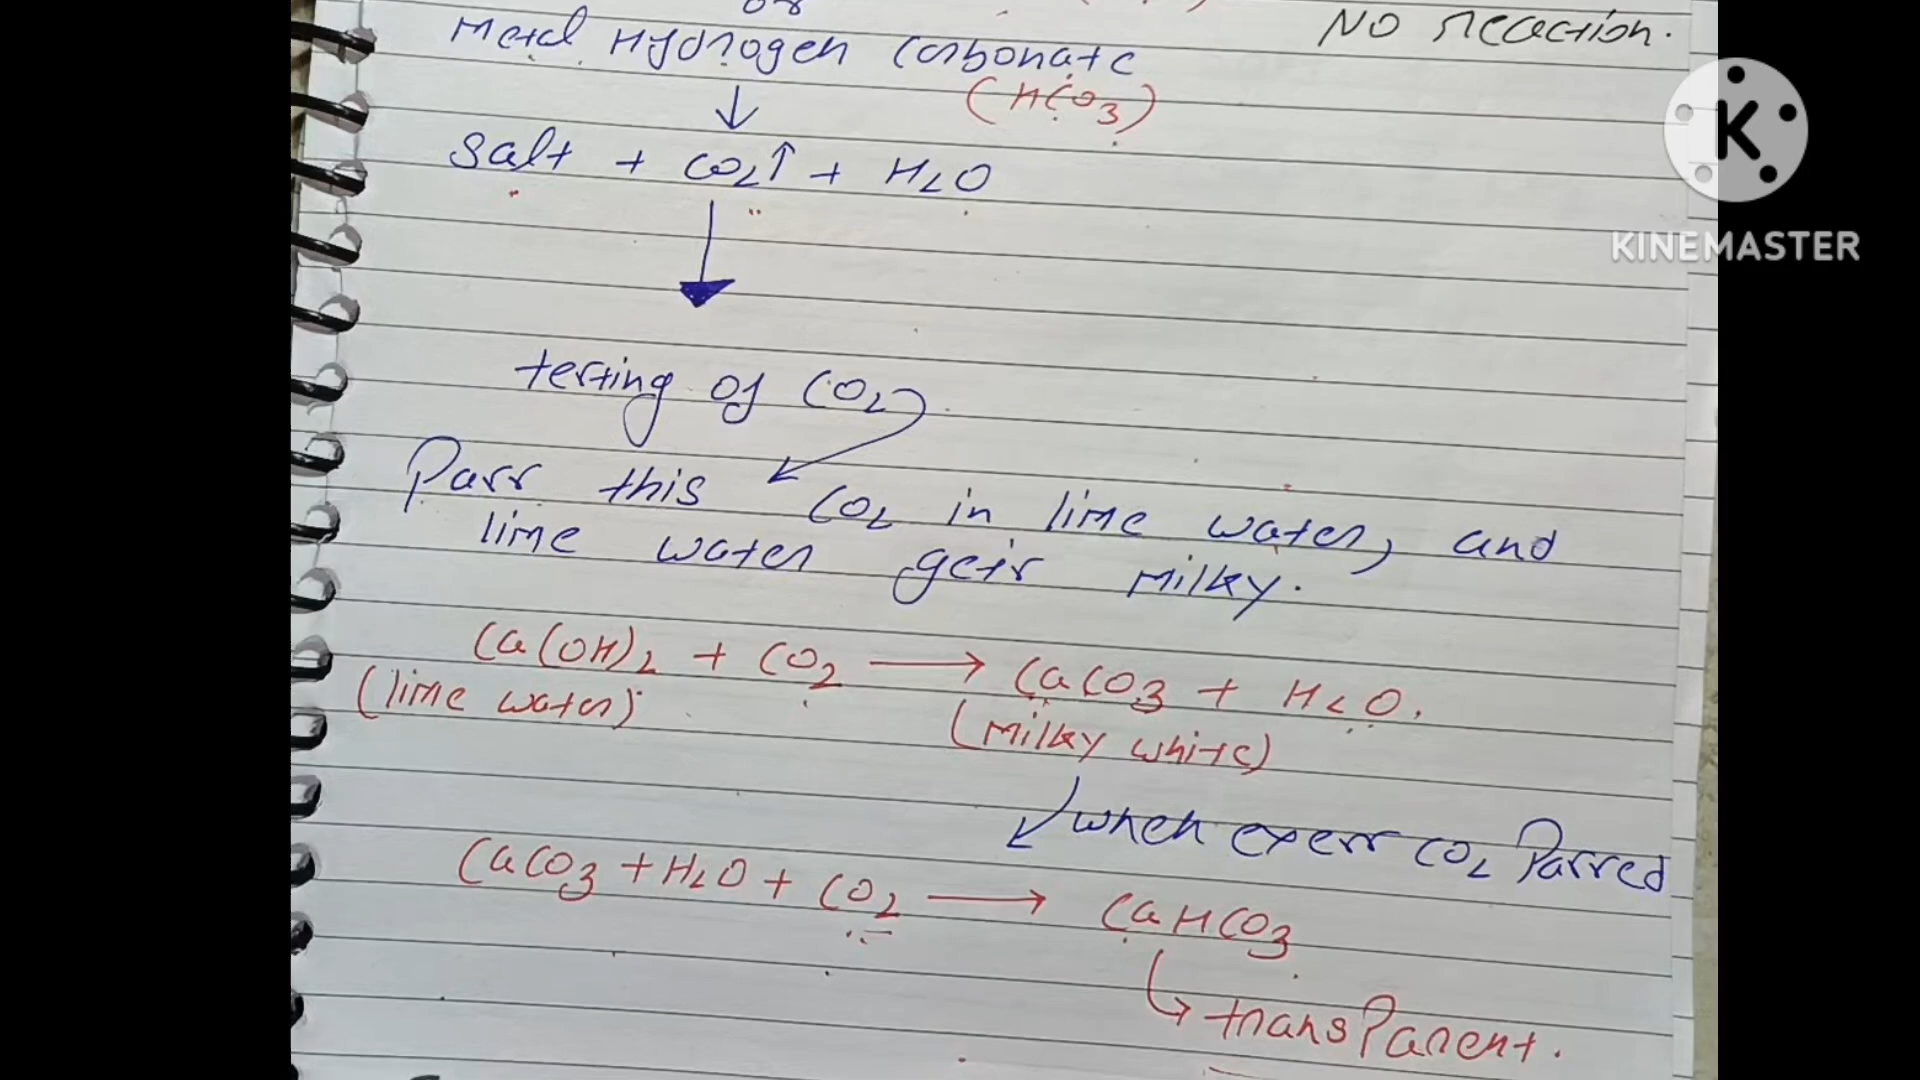 or
Metal Hydrogen Carbonate
NO reaction.
(HCO3)
↓
Salt + CO2↑ + H2O
testing of CO2
Pass this CO2 in lime water, and
lime water gets milky.
Ca(OH)2 + CO2 → CaCO3 + H2O.
(lime water)
(Milky white)
when excess CO2 Passed
CaCO3 + H2O + CO2 → CaHCO3
transParent.
K
KINEMASTER